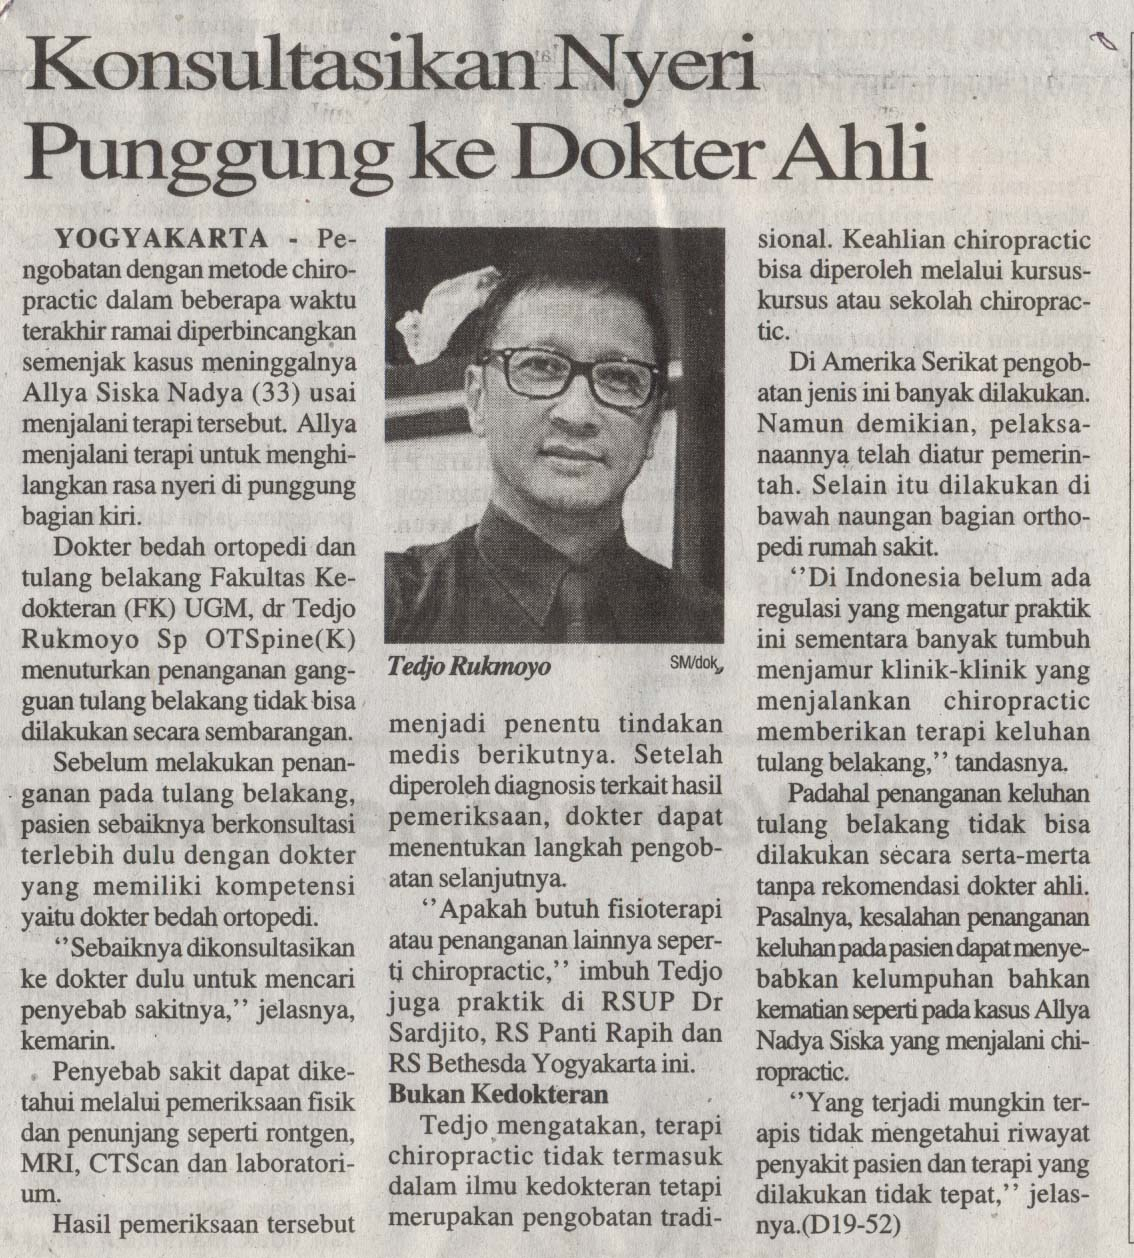 Konsultasikan Nyeri
Punggung ke Dokter Ahli
YOGYAKARTA - Pe-
ngobatan dengan metode chiro-
practic dalam beberapa waktu
terakhir ramai diperbincangkan
semenjak kasus meninggalnya
Allya Siska Nadya (33) usai
menjalani terapi tersebut. Allya
menjalani terapi untuk menghi-
langkan rasa nyeri di punggung
bagian kiri.
Dokter bedah ortopedi dan
tulang belakang Fakultas Ke-
dokteran (FK) UGM, dr Tedjo
Rukmoyo Sp OTSpine(K)
menuturkan penanganan gang-
guan tulang belakang tidak bisa
dilakukan secara sembarangan.
Sebelum melakukan penan-
ganan pada tulang belakang,
pasien sebaiknya berkonsultasi
terlebih dulu dengan dokter
yang memiliki kompetensi
yaitu dokter bedah ortopedi.
‘‘Sebaiknya dikonsultasikan
ke dokter dulu untuk mencari
penyebab sakitnya,’’ jelasnya,
kemarin.
Penyebab sakit dapat dike-
tahui melalui pemeriksaan fisik
dan penunjang seperti rontgen,
MRI, CTScan dan laboratori-
um.
Hasil pemeriksaan tersebut
Tedjo Rukmoyo
SM/dok
menjadi penentu tindakan
medis berikutnya. Setelah
diperoleh diagnosis terkait hasil
pemeriksaan, dokter dapat
menentukan langkah pengob-
atan selanjutnya.
‘‘Apakah butuh fisioterapi
atau penanganan lainnya seper-
ti chiropractic,’’ imbuh Tedjo
juga praktik di RSUP Dr
Sardjito, RS Panti Rapih dan
RS Bethesda Yogyakarta ini.
Bukan Kedokteran
Tedjo mengatakan, terapi
chiropractic tidak termasuk
dalam ilmu kedokteran tetapi
merupakan pengobatan tradi-
sional. Keahlian chiropractic
bisa diperoleh melalui kursus-
kursus atau sekolah chiroprac-
tic.
Di Amerika Serikat pengob-
atan jenis ini banyak dilakukan.
Namun demikian, pelaksa-
naannya telah diatur pemerin-
tah. Selain itu dilakukan di
bawah naungan bagian ortho-
pedi rumah sakit.
‘‘Di Indonesia belum ada
regulasi yang mengatur praktik
ini sementara banyak tumbuh
menjamur klinik-klinik yang
menjalankan chiropractic
memberikan terapi keluhan
tulang belakang,’’ tandasnya.
Padahal penanganan keluhan
tulang belakang tidak bisa
dilakukan secara serta-merta
tanpa rekomendasi dokter ahli.
Pasalnya, kesalahan penanganan
keluhan pada pasien dapat menye-
babkan kelumpuhan bahkan
kematian seperti pada kasus Allya
Nadya Siska yang menjalani chi-
ropractic.
‘‘Yang terjadi mungkin ter-
apis tidak mengetahui riwayat
penyakit pasien dan terapi yang
dilakukan tidak tepat,’’ jelas-
nya.(D19-52)